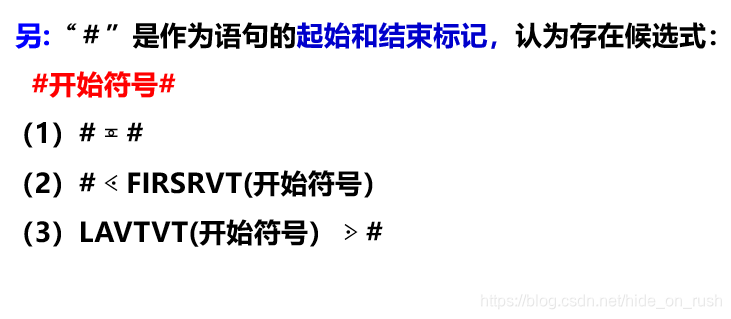 另:“#”是作为语句的起始和结束标记，认为存在候选式：
#开始符号#
（1）# ≖ #
（2）# ⋖ FIRSRVT(开始符号）
（3）LAVTVT(开始符号） ⋗ #
https://blog.csdn.net/hide_on_rush